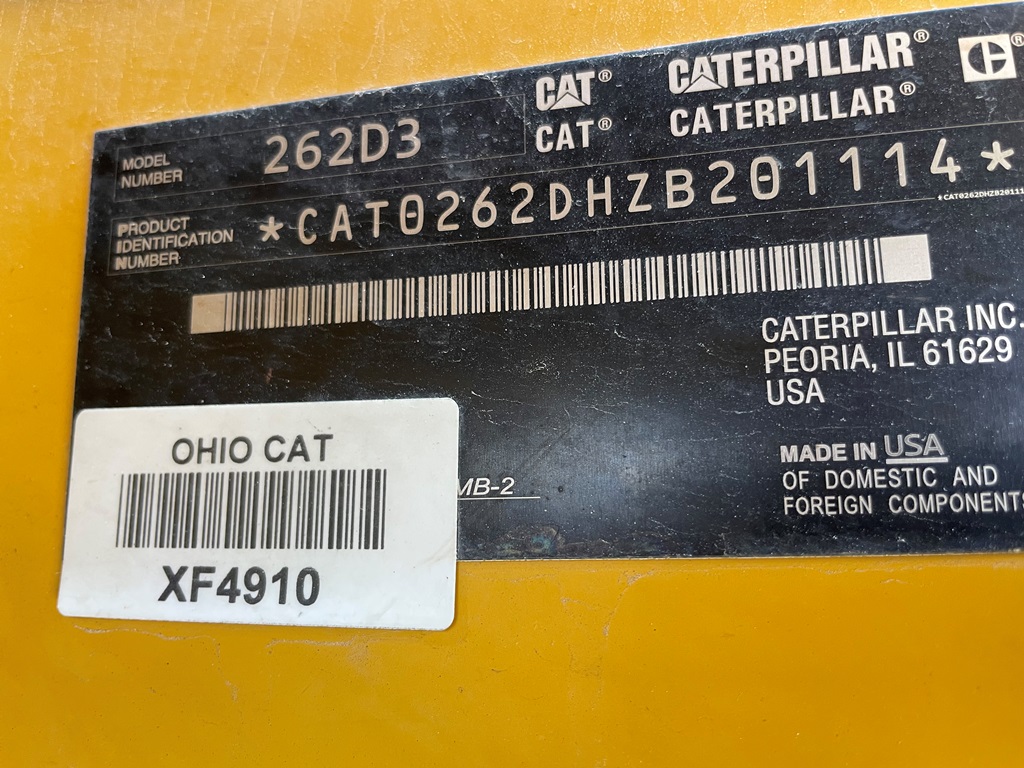 CAT® CATERPILLAR®
CAT® CATERPILLAR®
MODEL NUMBER 262D3
PRODUCT IDENTIFICATION NUMBER *CAT0262DHZB201114*
*CAT0262DHZB20111
CATERPILLAR INC.
PEORIA, IL 61629
USA
MADE IN USA
OF DOMESTIC AND
FOREIGN COMPONENTS
MB-2
OHIO CAT
XF4910